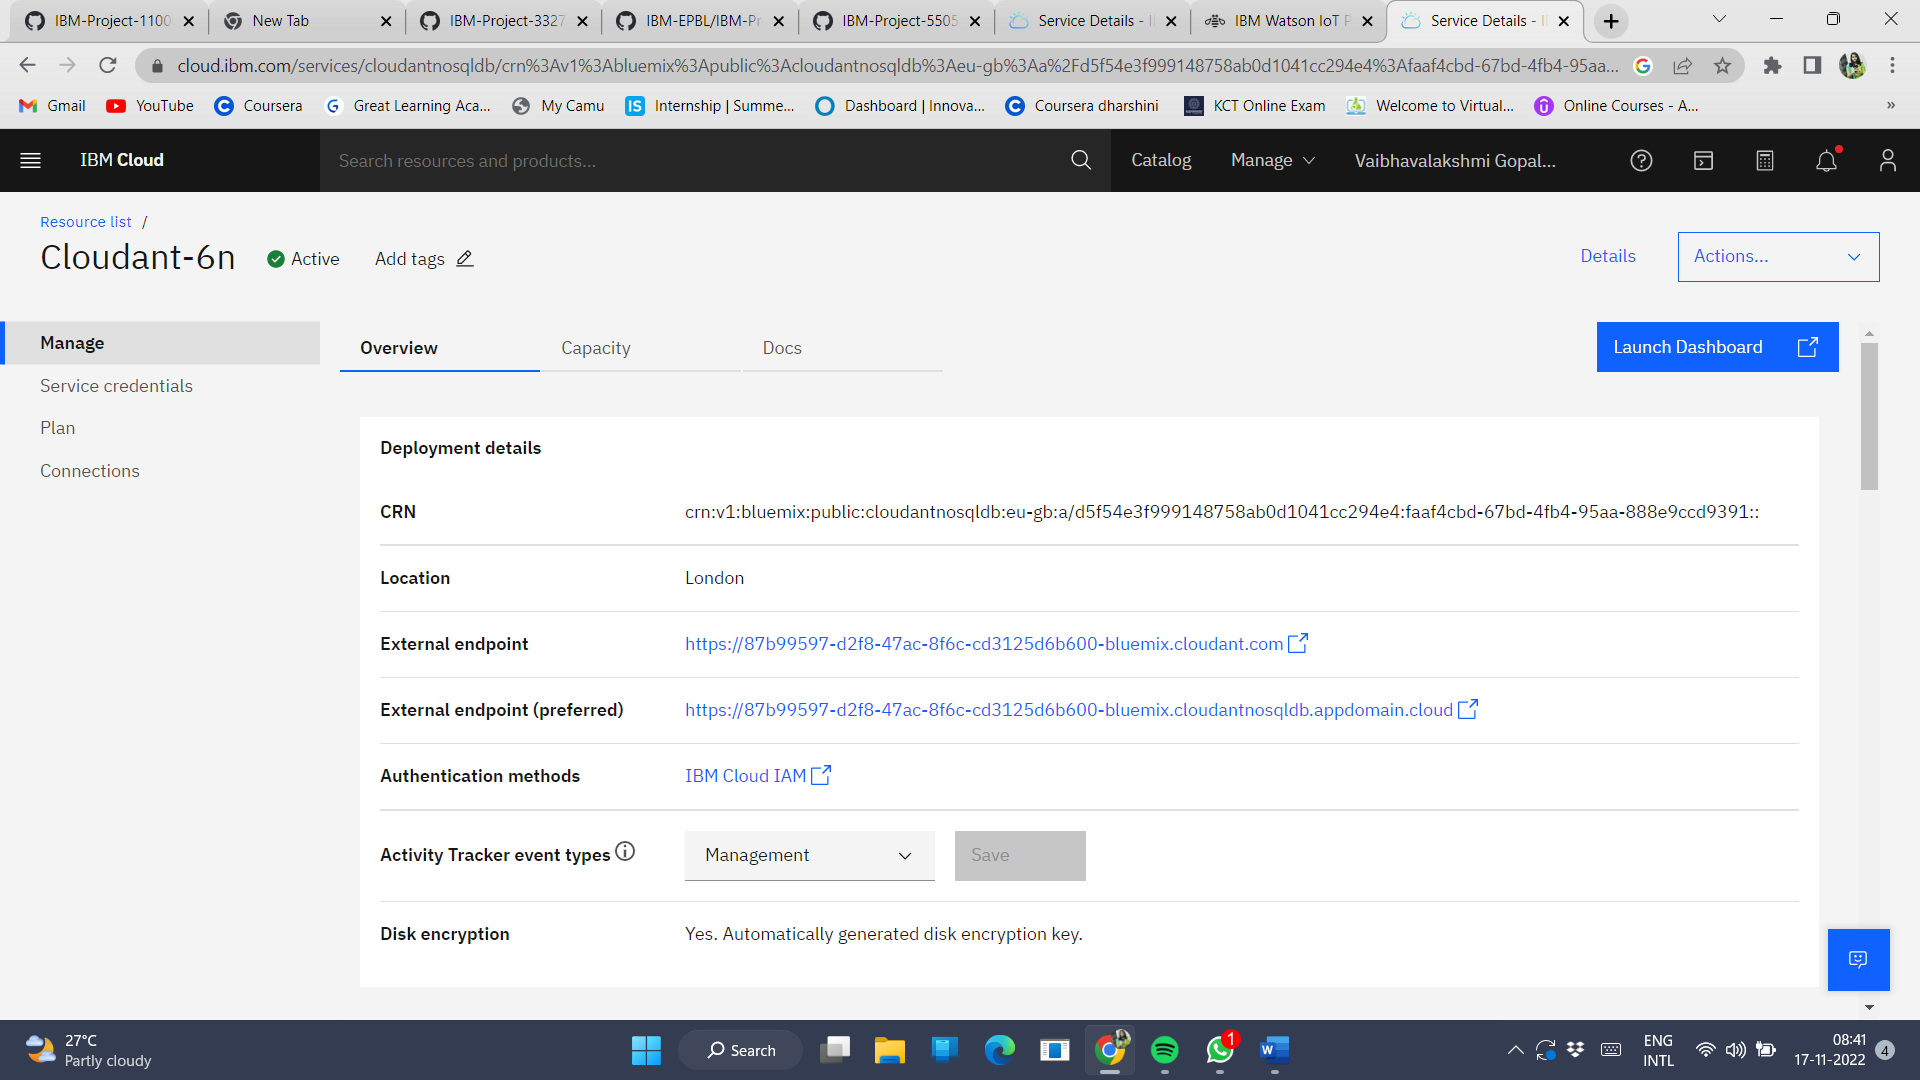 IBM-Project-1100
New Tab
IBM-Project-3327
IBM-EPBL/IBM-Pr
IBM-Project-5505
Service Details - I
IBM Watson IoT P
Service Details - I
cloud.ibm.com/services/cloudantnosqldb/crn%3Av1%3Abluemix%3Apublic%3Acloudantnosqldb%3Aeu-gb%3Aa%2Fd5f54e3f999148758ab0d1041cc294e4%3Afaaf4cbd-67bd-4fb4-95aa...
Gmail
YouTube
Coursera
Great Learning Aca...
My Camu
Internship | Summe...
Dashboard | Innova...
Coursera dharshini
KCT Online Exam
Welcome to Virtual...
Online Courses - A...
»
IBM Cloud
Search resources and products...
Catalog
Manage
Vaibhavalakshmi Gopal...
Resource list /
Cloudant-6n
Active
Add tags
Details
Actions...
Manage
Service credentials
Plan
Connections
Overview
Capacity
Docs
Launch Dashboard
Deployment details
CRN
crn:v1:bluemix:public:cloudantnosqldb:eu-gb:a/d5f54e3f999148758ab0d1041cc294e4:faaf4cbd-67bd-4fb4-95aa-888e9ccd9391::
Location
London
External endpoint
https://87b99597-d2f8-47ac-8f6c-cd3125d6b600-bluemix.cloudant.com
External endpoint (preferred)
https://87b99597-d2f8-47ac-8f6c-cd3125d6b600-bluemix.cloudantnosqldb.appdomain.cloud
Authentication methods
IBM Cloud IAM
Activity Tracker event types
Management
Save
Disk encryption
Yes. Automatically generated disk encryption key.
27°C
Partly cloudy
Search
1
ENG
INTL
08:41
17-11-2022
4